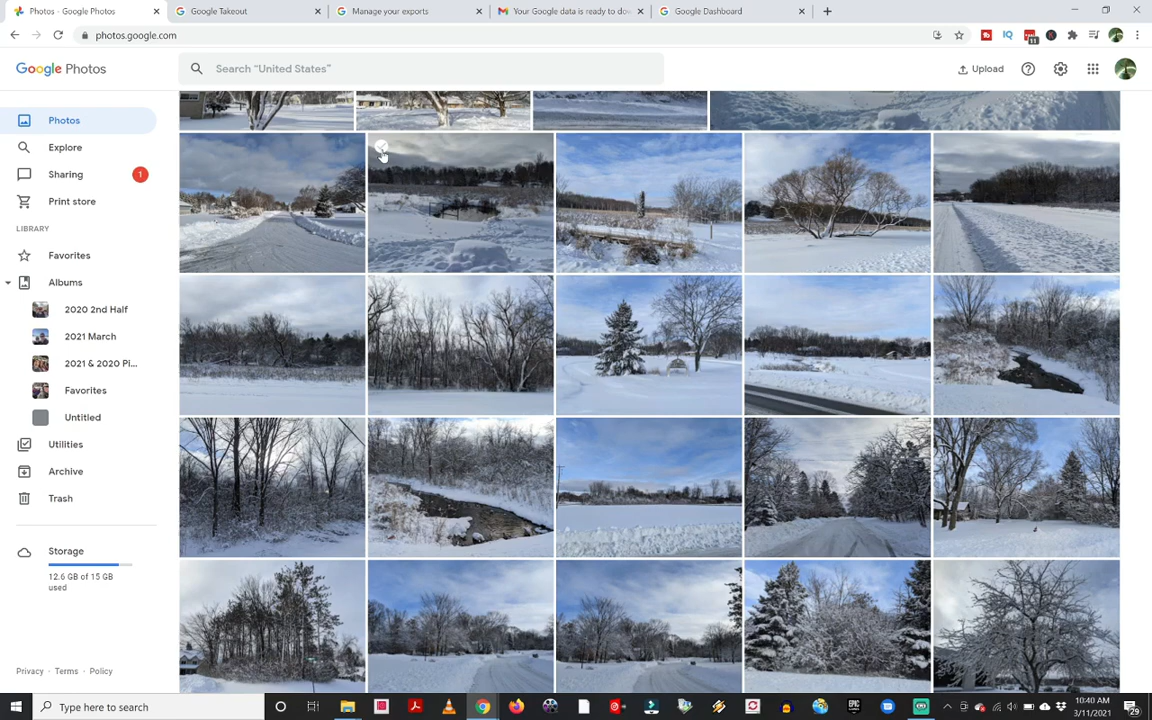 Photos - Google Photos
Google Takeout
Manage your exports
Your Google data is ready to do
Google Dashboard
photos.google.com
11
Google Photos
Search “United States”
Upload
Photos
Explore
Sharing
1
Print store
LIBRARY
Favorites
Albums
2020 2nd Half
2021 March
2021 & 2020 Pi...
Favorites
Untitled
Utilities
Archive
Trash
Storage
12.6 GB of 15 GB
used
Privacy · Terms · Policy
Type here to search
10:40 AM
3/11/2021
29